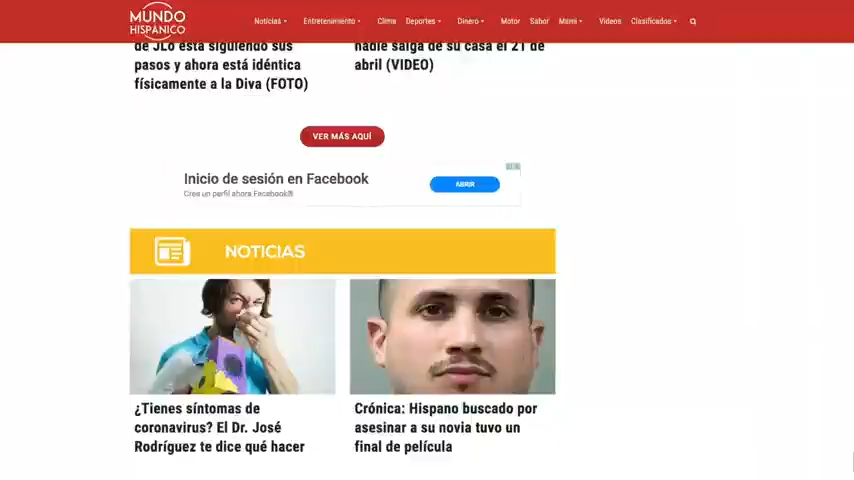 MUNDO
HISPÁNICO
Noticias
Entretenimiento
Clima
Deportes
Dinero
Motor
Sabor
Miami
Videos
Clasificados
de JLo está siguiendo sus
pasos y ahora está idéntica
físicamente a la Diva (FOTO)
nadie salga de su casa el 21 de
abril (VIDEO)
VER MÁS AQUÍ
Inicio de sesión en Facebook
Crea un perfil ahora Facebook®
ABRIR
NOTICIAS
¿Tienes síntomas de
coronavirus? El Dr. José
Rodríguez te dice qué hacer
Crónica: Hispano buscado por
asesinar a su novia tuvo un
final de película